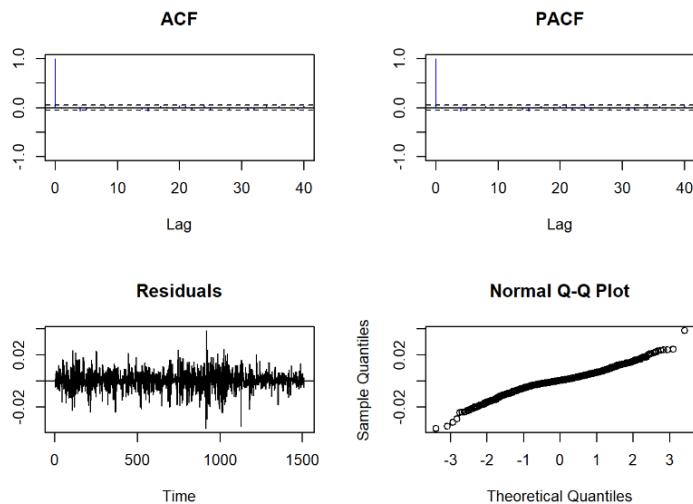 ACF
1.0
0.0
-1.0
0 10 20 30 40
Lag
PACF
1.0
0.0
-1.0
0 10 20 30 40
Lag
Residuals
0.02
-0.02
0 500 1000 1500
Time
Normal Q-Q Plot
Sample Quantiles
0.02
-0.02
-3 -2 -1 0 1 2 3
Theoretical Quantiles